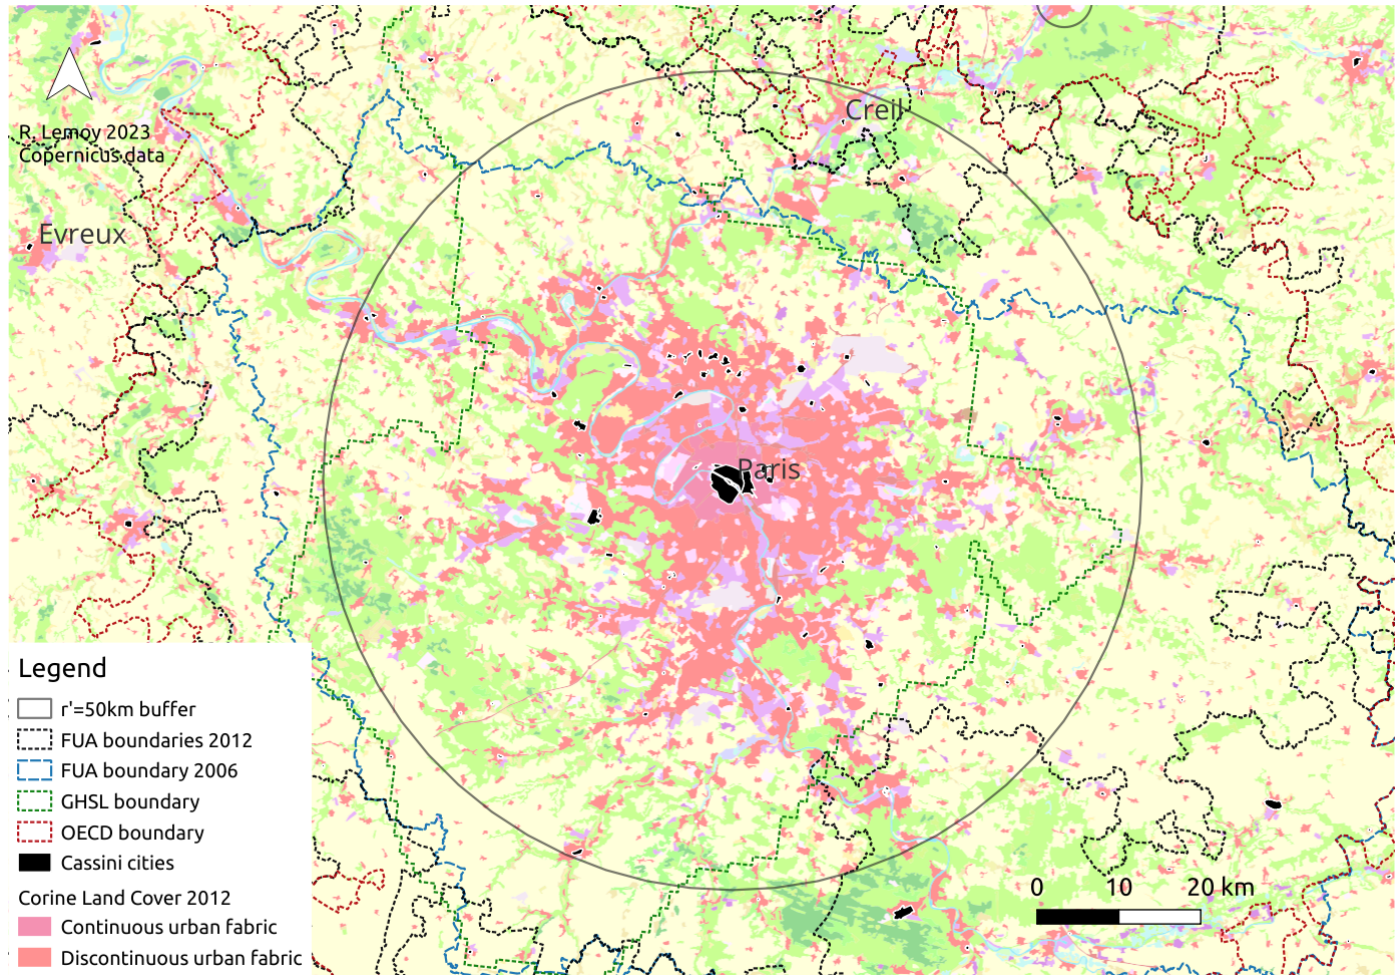 Creil
R. Lemoy 2023
Copernicus data
Evreux
Paris
Legend
r'=50km buffer
FUA boundaries 2012
FUA boundary 2006
GHSL boundary
OECD boundary
Cassini cities
Corine Land Cover 2012
Continuous urban fabric
Discontinuous urban fabric
0 10 20 km